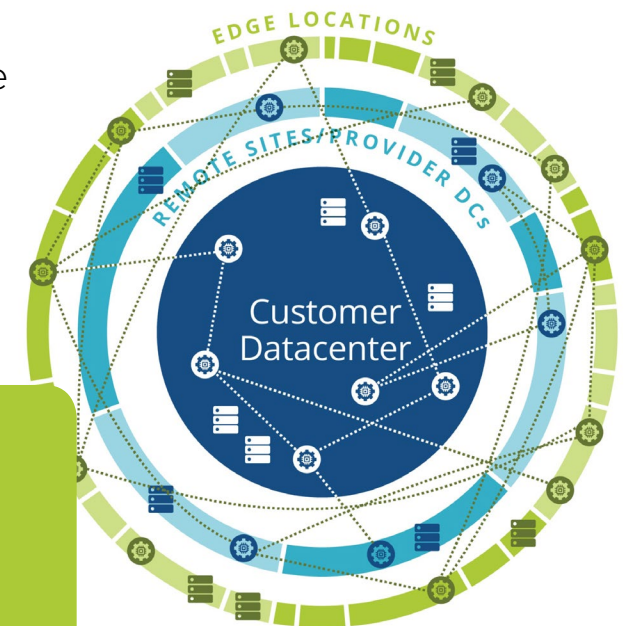 EDGE LOCATIONS
e
REMOTE SITES/PROVIDER DCs
Customer
Datacenter